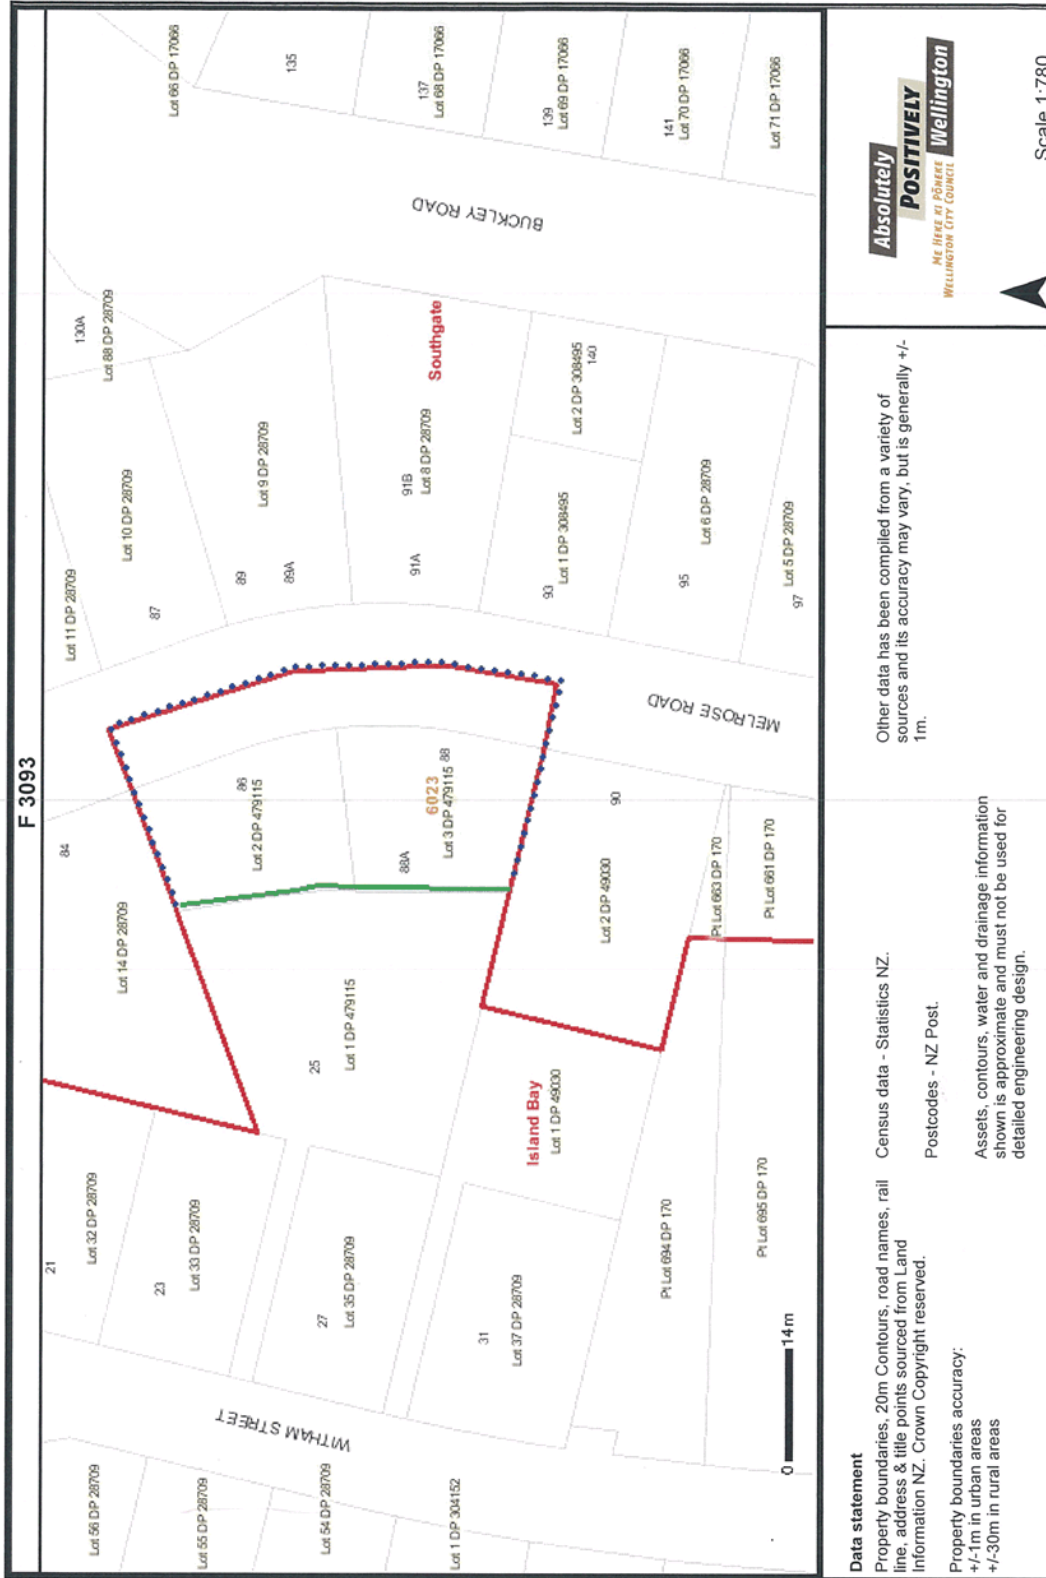 F 3093
21
Lot 32 DP 28709
23
Lot 33 DP 28709
27
Lot 35 DP 28709
31
Lot 37 DP 28709
WITHAM STREET
Lot 56 DP 28709
Lot 55 DP 28709
Lot 54 DP 28709
Lot 1 DP 304152
Pt Lot 694 DP 170
Pt Lot 695 DP 170
0
14m
84
Lot 14 DP 28709
25
Lot 1 DP 479115
Island Bay
Lot 1 DP 49030
86
Lot 2 DP 479115
6023
88
Lot 3 DP 479115
88A
90
Lot 2 DP 49030
Pt Lot 663 DP 170
Pt Lot 661 DP 170
MELROSE ROAD
Lot 11 DP 28709
87
Lot 10 DP 28709
89
89A
Lot 9 DP 28709
91A
91B
Lot 8 DP 28709
Southgate
93
Lot 1 DP 308495
Lot 2 DP 308495
140
95
Lot 6 DP 28709
97
Lot 5 DP 28709
130A
Lot 88 DP 28709
BUCKLEY ROAD
Lot 66 DP 17066
135
137
Lot 68 DP 17066
139
Lot 69 DP 17066
141
Lot 70 DP 17066
Lot 71 DP 17066
Data statement
Property boundaries, 20m Contours, road names, rail
line, address & title points sourced from Land
Information NZ. Crown Copyright reserved.
Property boundaries accuracy:
+/-1m in urban areas
+/-30m in rural areas
Census data - Statistics NZ.
Postcodes - NZ Post.
Assets, contours, water and drainage information
shown is approximate and must not be used for
detailed engineering design.
Other data has been compiled from a variety of
sources and its accuracy may vary, but is generally +/-
1m.
Absolutely
POSITIVELY
ME HEKE KI PŌNEKE
WELLINGTON CITY COUNCIL
Wellington
Scale 1:780